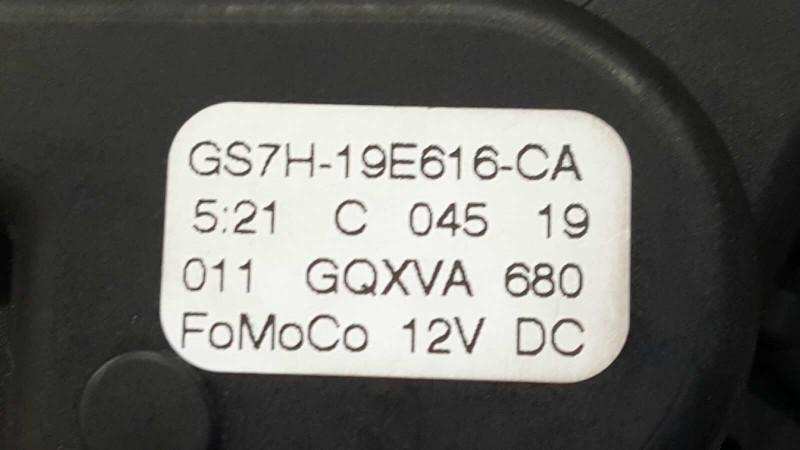 GS7H-19E616-CA
5:21 C 045 19
011 GQXVA 680
FoMoCo 12V DC